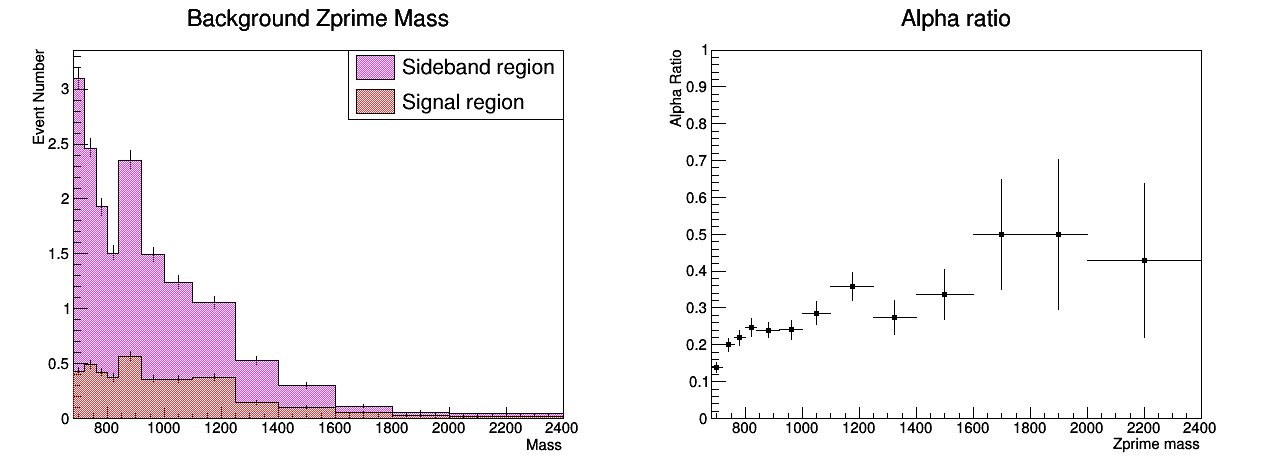 Background Zprime Mass
Event Number
3
2.5
2
1.5
1
0.5
0
Sideband region
Signal region
800 1000 1200 1400 1600 1800 2000 2200 2400
Mass
Alpha ratio
Alpha Ratio
1
0.9
0.8
0.7
0.6
0.5
0.4
0.3
0.2
0.1
0
800 1000 1200 1400 1600 1800 2000 2200 2400
Zprime mass